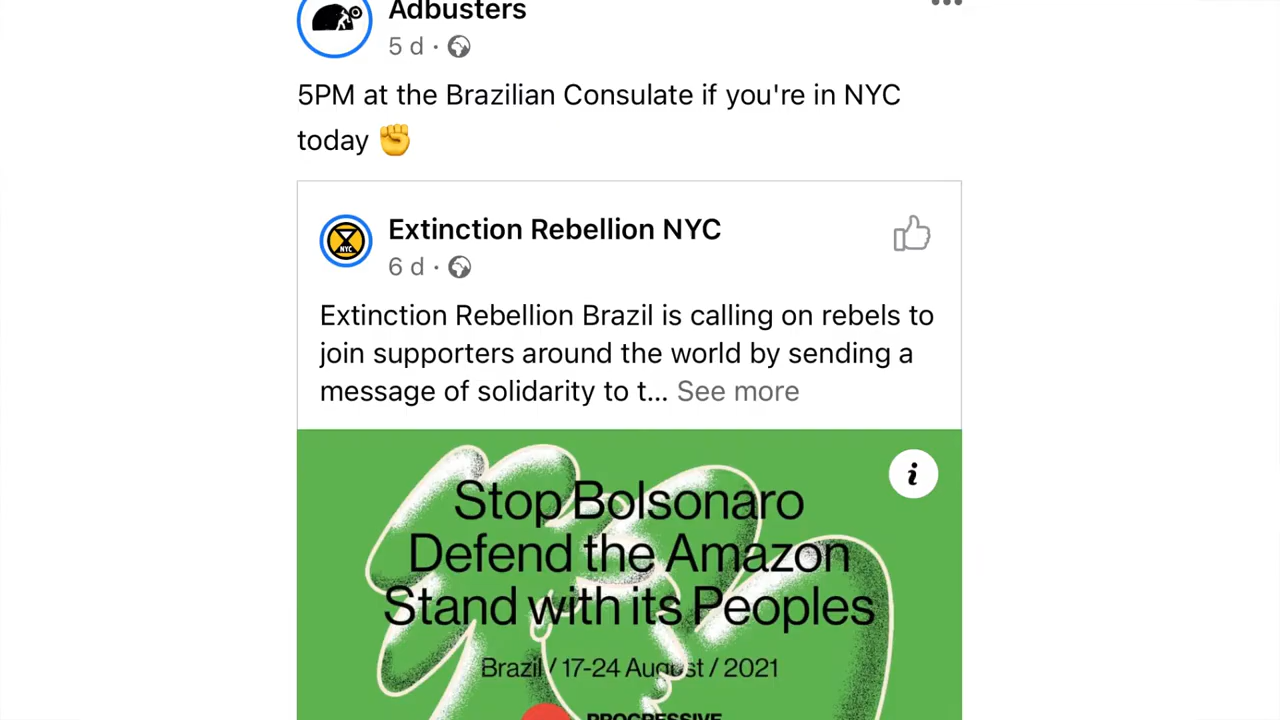 Adbusters
5 d ·
5PM at the Brazilian Consulate if you're in NYC
today ✊
Extinction Rebellion NYC
NYC
6 d ·
Extinction Rebellion Brazil is calling on rebels to
join supporters around the world by sending a
message of solidarity to t... See more
i
Stop Bolsonaro
Defend the Amazon
Stand with its Peoples
Brazil / 17-24 August / 2021
PROGRESSIVE